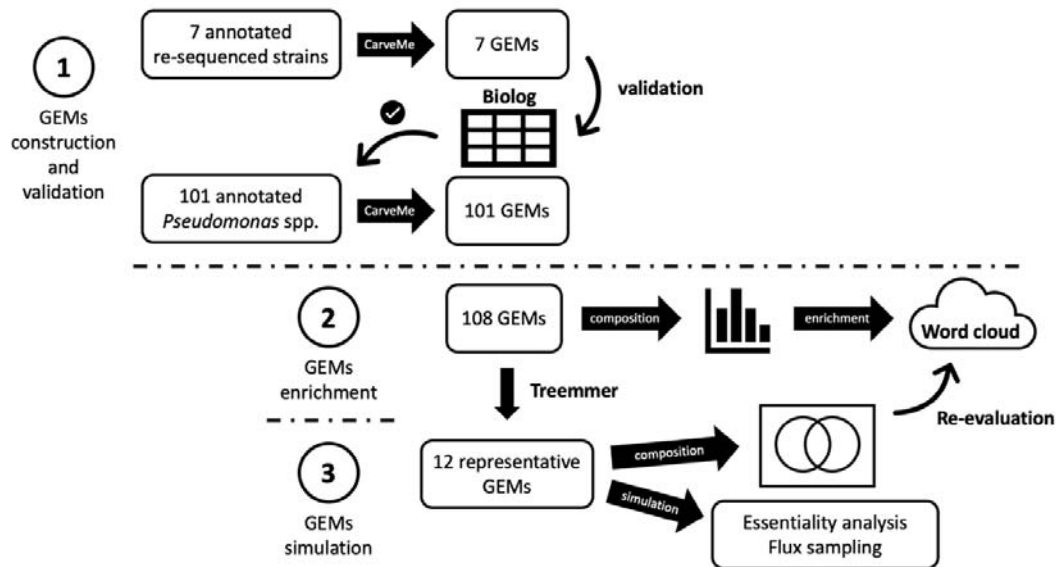 1
GEMs
construction
and
validation
7 annotated
re-sequenced strains
CarveMe
7 GEMs
validation
Biolog
101 annotated
Pseudomonas spp.
CarveMe
101 GEMs
2
GEMs
enrichment
108 GEMs
composition
enrichment
Word cloud
Treemmer
Re-evaluation
3
GEMs
simulation
12 representative
GEMs
composition
simulation
Essentiality analysis
Flux sampling